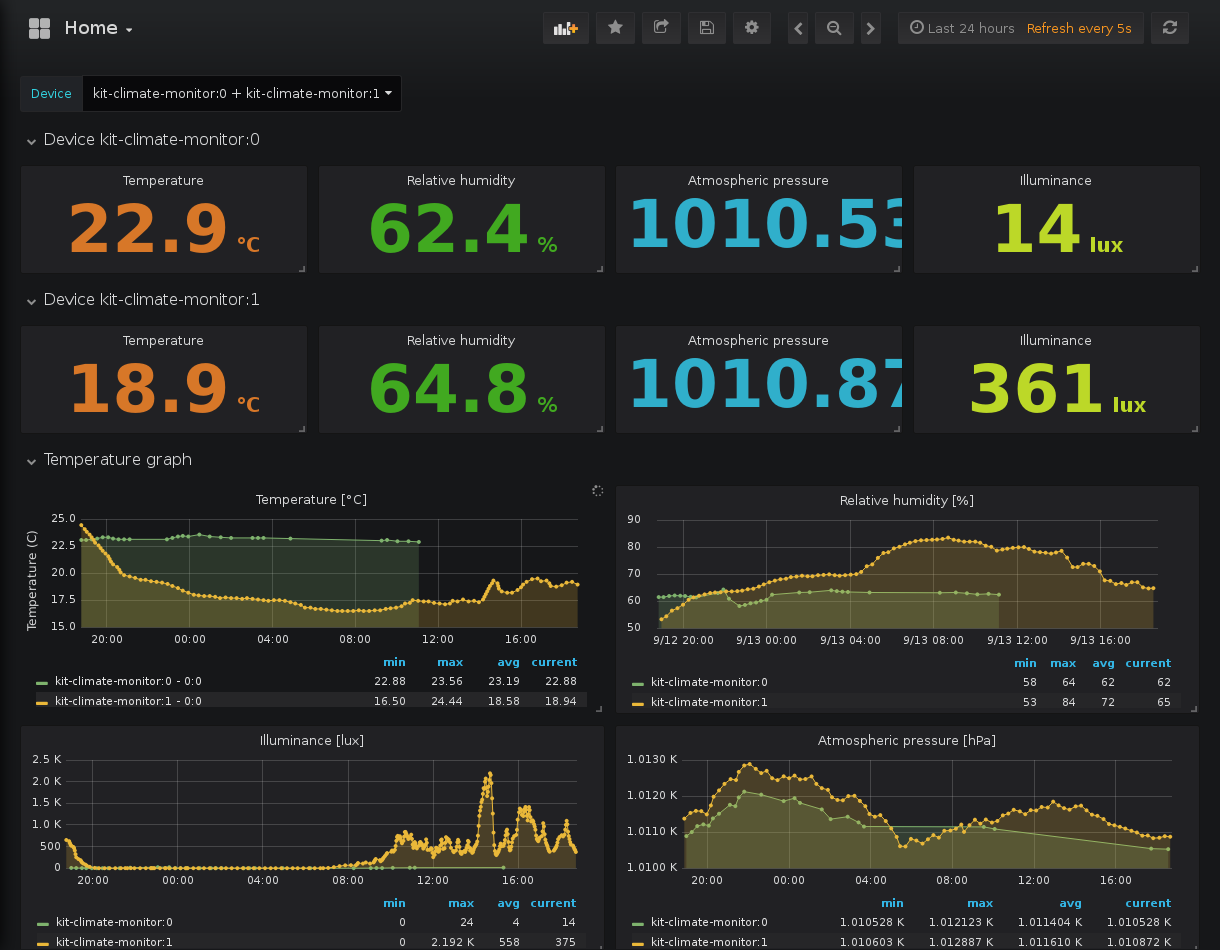 Home
Last 24 hours Refresh every 5s
Device kit-climate-monitor:0 + kit-climate-monitor:1
Device kit-climate-monitor:0
Temperature Relative humidity Atmospheric pressure Illuminance
22.9 °C 62.4 % 1010.53 14 lux
Device kit-climate-monitor:1
Temperature Relative humidity Atmospheric pressure Illuminance
18.9 °C 64.8 % 1010.87 361 lux
Temperature graph
Temperature [°C]
Temperature (C)
25.0
22.5
20.0
17.5
15.0
20:00 00:00 04:00 08:00 12:00 16:00
min max avg current
kit-climate-monitor:0 - 0:0 22.88 23.56 23.19 22.88
kit-climate-monitor:1 - 0:0 16.50 24.44 18.58 18.94
Relative humidity [%]
90
80
70
60
50
9/12 20:00 9/13 00:00 9/13 04:00 9/13 08:00 9/13 12:00 9/13 16:00
min max avg current
kit-climate-monitor:0 58 64 62 62
kit-climate-monitor:1 53 84 72 65
Illuminance [lux]
2.5 K
2.0 K
1.5 K
1.0 K
500
0
20:00 00:00 04:00 08:00 12:00 16:00
min max avg current
kit-climate-monitor:0 0 24 4 14
kit-climate-monitor:1 0 2.192 K 558 375
Atmospheric pressure [hPa]
1.0130 K
1.0120 K
1.0110 K
1.0100 K
20:00 00:00 04:00 08:00 12:00 16:00
min max avg current
kit-climate-monitor:0 1.010528 K 1.012123 K 1.011404 K 1.010528 K
kit-climate-monitor:1 1.010603 K 1.012887 K 1.011610 K 1.010872 K